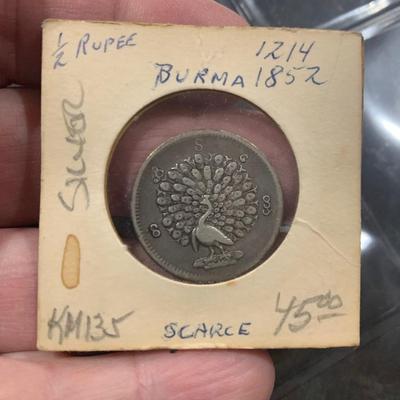 ½ RUPEE
1214
BURMA 1852
SILVER
KM135
SCARCE
45.00